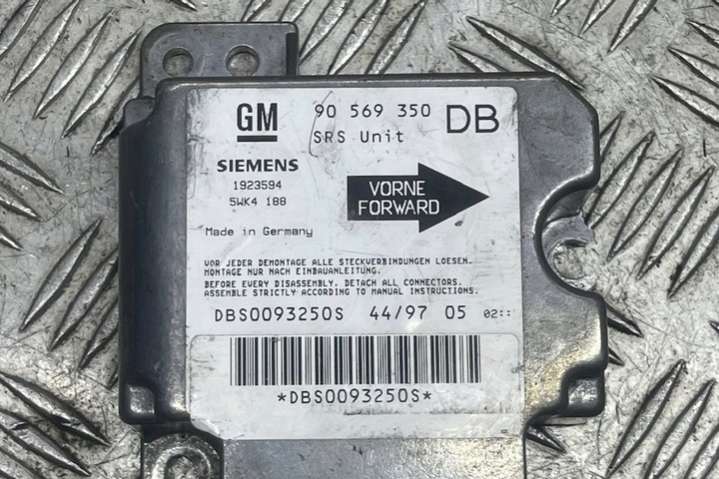 GM 90 569 350 DB
SRS Unit
SIEMENS
1923594
5WK4 188
VORNE
FORWARD
Made in Germany
VOR JEDER DEMONTAGE ALLE STECKVERBINDUNGEN LOESEN.
MONTAGE NUR NACH EINBAUANLEITUNG.
BEFORE EVERY DISASSEMBLY, DETACH ALL CONNECTORS.
ASSEMBLE STRICTLY ACCORDING TO MANUAL INSTRUCTIONS.
DBS0093250S 44/97 05 02::
*DBS0093250S*